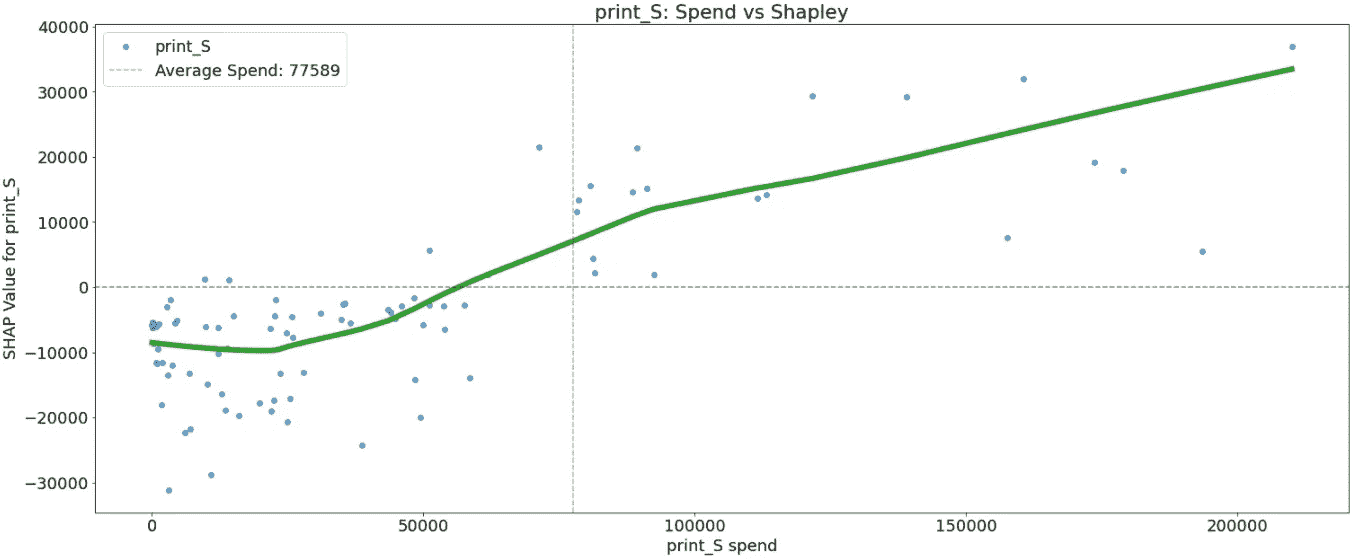 print_S: Spend vs Shapley
40000
30000
20000
10000
0
−10000
−20000
−30000
SHAP Value for print_S
print_S
Average Spend: 77589
0
50000
100000
150000
200000
print_S spend